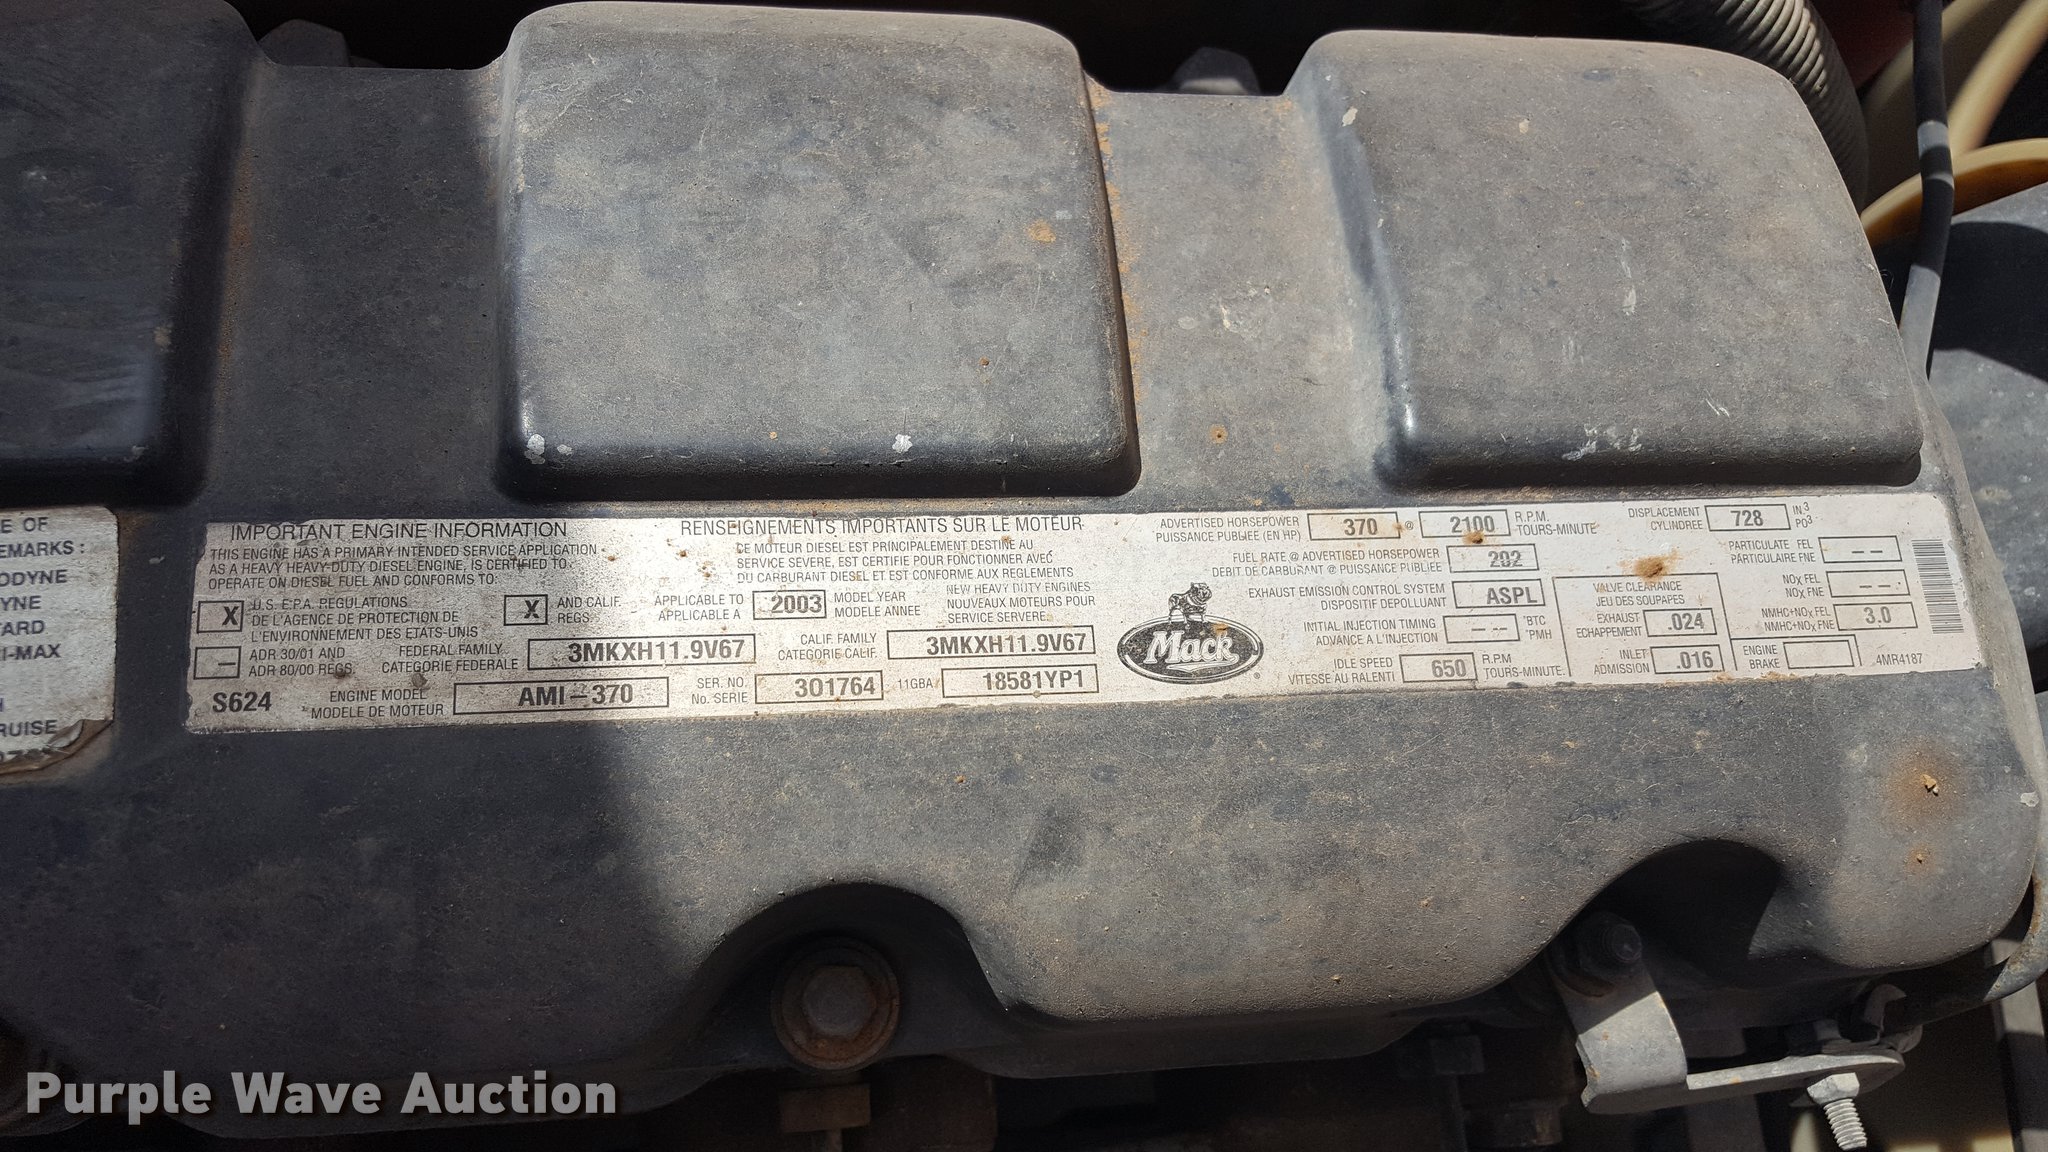 E OF
EMARKS :
ODYNE
YNE
TARD
I-MAX
H
RUISE
IMPORTANT ENGINE INFORMATION
THIS ENGINE HAS A PRIMARY INTENDED SERVICE APPLICATION
AS A HEAVY HEAVY-DUTY DIESEL ENGINE, IS CERTIFIED TO
OPERATE ON DIESEL FUEL AND CONFORMS TO:
X U.S. E.P.A. REGULATIONS
DE L'AGENCE DE PROTECTION DE
L'ENVIRONNEMENT DES ETATS-UNIS
X AND CALIF.
REGS.
– ADR 30/01 AND
ADR 80/00 REGS.
RENSEIGNEMENTS IMPORTANTS SUR LE MOTEUR
CE MOTEUR DIESEL EST PRINCIPALEMENT DESTINE AU
SERVICE SEVERE, EST CERTIFIE POUR FONCTIONNER AVEC
DU CARBURANT DIESEL ET EST CONFORME AUX REGLEMENTS
APPLICABLE TO
APPLICABLE A
2003
MODEL YEAR
MODELE ANNEE
NEW HEAVY DUTY ENGINES
NOUVEAUX MOTEURS POUR
SERVICE SERVERE.
FEDERAL FAMILY
CATEGORIE FEDERALE
3MKXH11.9V67
CALIF. FAMILY
CATEGORIE CALIF.
3MKXH11.9V67
S624
ENGINE MODEL
MODELE DE MOTEUR
AMI-370
SER. NO.
No. SERIE
301764
11GBA
18581YP1
Mack
®
ADVERTISED HORSEPOWER
PUISSANCE PUBLIEE (EN HP)
370 @ 2100
R.P.M.
TOURS-MINUTE
DISPLACEMENT
CYLINDREE
728
IN3
PO3
FUEL RATE @ ADVERTISED HORSEPOWER
DEBIT DE CARBURANT @ PUISSANCE PUBLIEE
202
EXHAUST EMISSION CONTROL SYSTEM
DISPOSITIF DEPOLLUANT
ASPL
INITIAL INJECTION TIMING
ADVANCE A L'INJECTION
– –
°BTC
°PMH
IDLE SPEED
VITESSE AU RALENTI
650
R.P.M
TOURS-MINUTE.
VALVE CLEARANCE
JEU DES SOUPAPES
EXHAUST
ECHAPPEMENT
.024
INLET
ADMISSION
.016
PARTICULATE FEL
PARTICULAIRE FNE
– –
NOx FEL
NOx FNE
– –
NMHC+NOx FEL
NMHC+NOx FNE
3.0
ENGINE
BRAKE
4MR4187
Purple Wave Auction